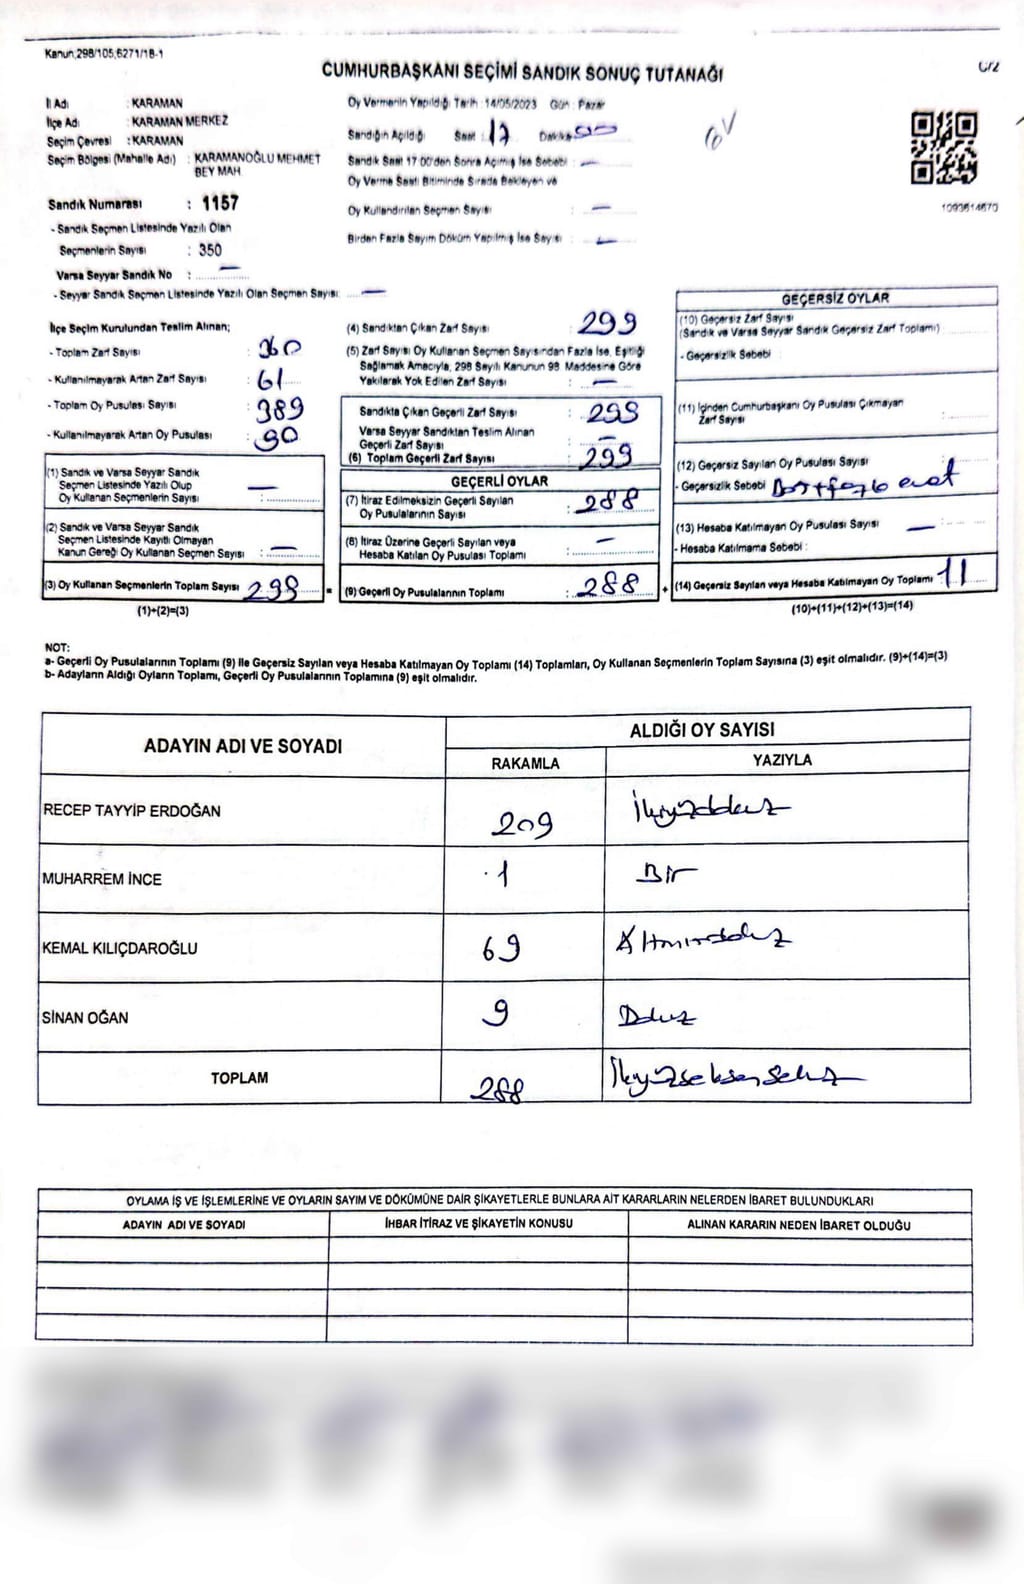 Kanun;298/105,6271/18-1
C/2
CUMHURBAŞKANI SEÇİMİ SANDIK SONUÇ TUTANAĞI
İl Adı : KARAMAN
İlçe Adı : KARAMAN MERKEZ
Seçim Çevresi : KARAMAN
Seçim Bölgesi (Mahalle Adı) : KARAMANOĞLU MEHMET
BEY MAH
Sandık Numarası : 1157
- Sandık Seçmen Listesinde Yazılı Olan
Seçmenlerin Sayısı : 350
Varsa Seyyar Sandık No : —
- Seyyar Sandık Seçmen Listesinde Yazılı Olan Seçmen Sayısı: —
Oy Vermenin Yapıldığı Tarih :14/05/2023 Gün : Pazar
Sandığın Açıldığı Saat : 17 Dakika
Sandık Saat 17 00'den Sonra Açımış İse Sebebi : —
Oy Verme Saati Bitiminde Sırada Bekleyen ve
Oy Kullandırılan Seçmen Sayısı : —
Birden Fazla Sayım Döküm Yapılmış İse Sayısı : —
1093614670
İlçe Seçim Kurulundan Teslim Alınan;
- Toplam Zarf Sayısı : 360
- Kullanılmayarak Artan Zarf Sayısı : 61
- Toplam Oy Pusulası Sayısı : 389
- Kullanılmayarak Artan Oy Pusulası : 90
(1) Sandık ve Varsa Seyyar Sandık
Seçmen Listesinde Yazılı Olup
Oy Kullanan Seçmenlerin Sayısı : —
(2) Sandık ve Varsa Seyyar Sandık
Seçmen Listesinde Kayıtlı Olmayan
Kanun Gereği Oy Kullanan Seçmen Sayısı : —
(3) Oy Kullanan Seçmenlerin Toplam Sayısı 299
(1)+(2)=(3)
(4) Sandıktan Çıkan Zarf Sayısı : 299
(5) Zarf Sayısı Oy Kullanan Seçmen Sayısından Fazla İse, Eşitliği
Sağlamak Amacıyla, 298 Sayılı Kanunun 98. Maddesine Göre
Yakılarak Yok Edilen Zarf Sayısı : —
Sandıkta Çıkan Geçerli Zarf Sayısı : 299
Varsa Seyyar Sandıktan Teslim Alınan
Geçerli Zarf Sayısı : —
(6) Toplam Geçerli Zarf Sayısı : 299
GEÇERLİ OYLAR
(7) İtiraz Edilmeksizin Geçerli Sayılan
Oy Pusulalarının Sayısı : 288
(8) İtiraz Üzerine Geçerli Sayılan veya
Hesaba Katılan Oy Pusulası Toplamı : —
= (9) Geçerli Oy Pusulalarının Toplamı : 288 +
GEÇERSİZ OYLAR
(10) Geçersiz Zarf Sayısı
(Sandık ve Varsa Seyyar Sandık Geçersiz Zarf Toplamı)
- Geçersizlik Sebebi :
(11) İçinden Cumhurbaşkanı Oy Pusulası Çıkmayan
Zarf Sayısı :
(12) Geçersiz Sayılan Oy Pusulası Sayısı :
- Geçersizlik Sebebi
(13) Hesaba Katılmayan Oy Pusulası Sayısı : —
- Hesaba Katılmama Sebebi :
(14) Geçersiz Sayılan veya Hesaba Katılmayan Oy Toplamı : 11
(10)+(11)+(12)+(13)=(14)
NOT:
a- Geçerli Oy Pusulalarının Toplamı (9) ile Geçersiz Sayılan veya Hesaba Katılmayan Oy Toplamı (14) Toplamları, Oy Kullanan Seçmenlerin Toplam Sayısına (3) eşit olmalıdır. (9)+(14)=(3)
b- Adayların Aldığı Oyların Toplamı, Geçerli Oy Pusulalarının Toplamına (9) eşit olmalıdır.
ADAYIN ADI VE SOYADI
ALDIĞI OY SAYISI
RAKAMLA YAZIYLA
RECEP TAYYİP ERDOĞAN 209 İkiyüzdokuz
MUHARREM İNCE 1 Bir
KEMAL KILIÇDAROĞLU 69 Altmışdokuz
SİNAN OĞAN 9 Dokuz
TOPLAM 288 İkiyüzseksensekiz
OYLAMA İŞ VE İŞLEMLERİNE VE OYLARIN SAYIM VE DÖKÜMÜNE DAİR ŞİKAYETLERLE BUNLARA AİT KARARLARIN NELERDEN İBARET BULUNDUKLARI
ADAYIN ADI VE SOYADI İHBAR İTİRAZ VE ŞİKAYETİN KONUSU ALINAN KARARIN NEDEN İBARET OLDUĞU